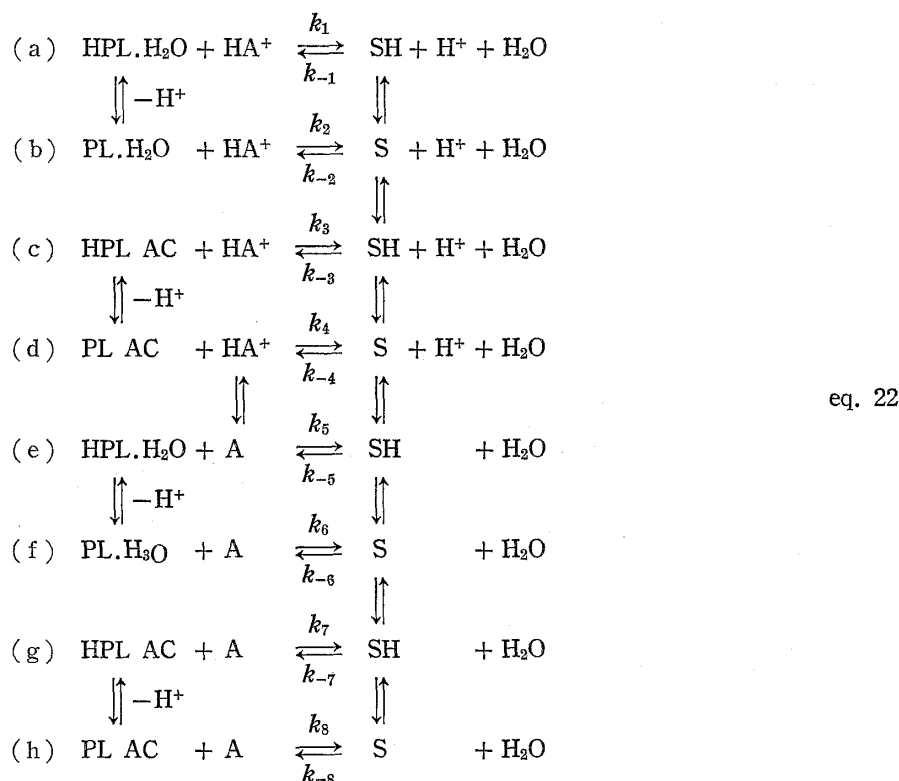 k₁
(a) HPL.H₂O + HA⁺ ⇌ SH + H⁺ + H₂O
k₋₁
⇅ −H⁺ ⇅
k₂
(b) PL.H₂O + HA⁺ ⇌ S + H⁺ + H₂O
k₋₂
⇅
k₃
(c) HPL AC + HA⁺ ⇌ SH + H⁺ + H₂O
k₋₃
⇅ −H⁺ ⇅
k₄
(d) PL AC + HA⁺ ⇌ S + H⁺ + H₂O
k₋₄
⇅ ⇅
eq. 22
k₅
(e) HPL.H₂O + A ⇌ SH + H₂O
k₋₅
⇅ −H⁺ ⇅
k₆
(f) PL.H₃O + A ⇌ S + H₂O
k₋₆
⇅
k₇
(g) HPL AC + A ⇌ SH + H₂O
k₋₇
⇅ −H⁺ ⇅
k₈
(h) PL AC + A ⇌ S + H₂O
k₋₈